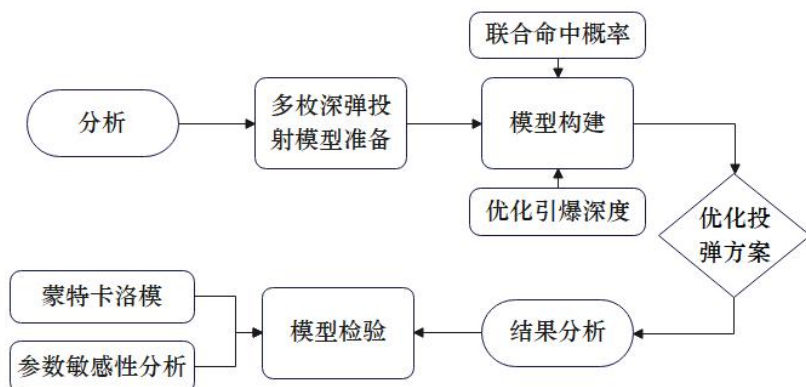 联合命中概率
分析
多枚深弹投
射模型准备
模型构建
优化引爆深度
优化投
弹方案
蒙特卡洛模
参数敏感性分析
模型检验
结果分析